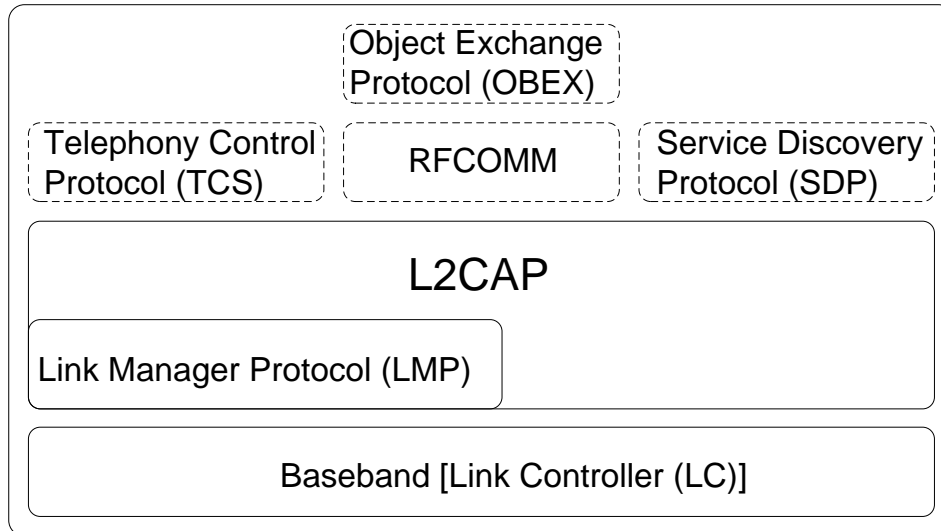 Object Exchange
Protocol (OBEX)
Telephony Control
Protocol (TCS)
RFCOMM
Service Discovery
Protocol (SDP)
L2CAP
Link Manager Protocol (LMP)
Baseband [Link Controller (LC)]